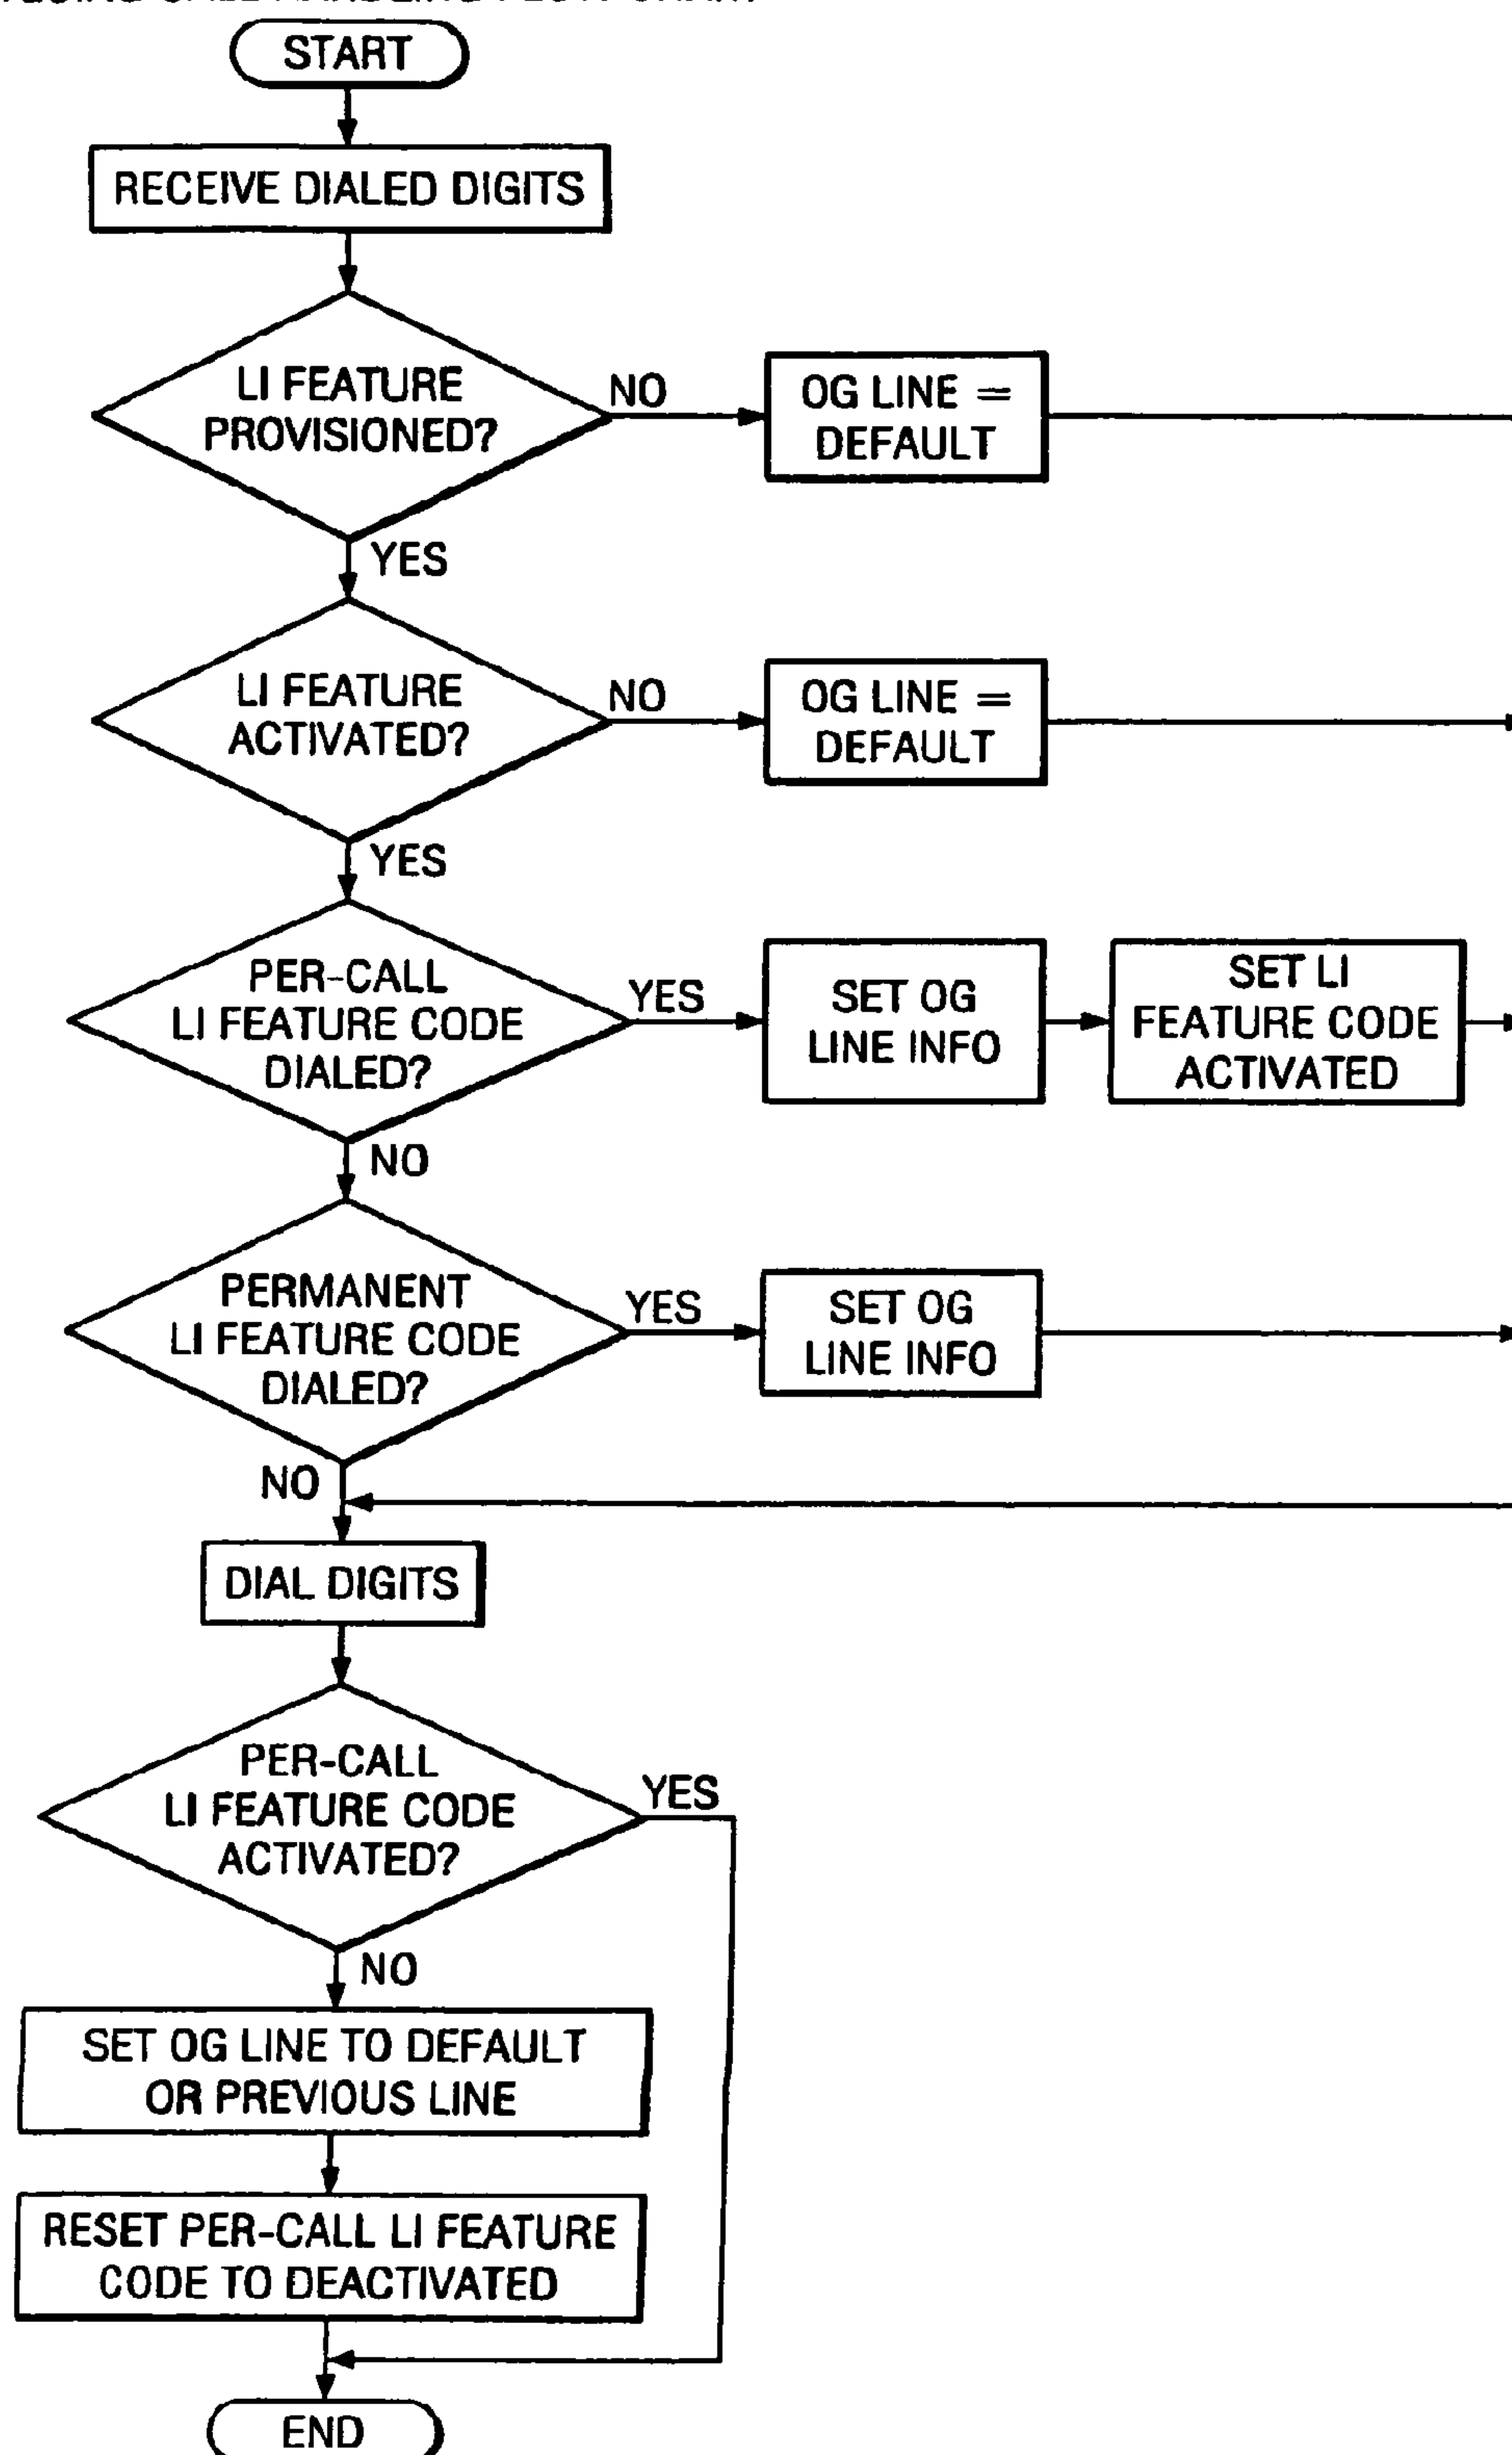 START
RECEIVE DIALED DIGITS
LI FEATURE
PROVISIONED?
NO
OG LINE =
DEFAULT
YES
LI FEATURE
ACTIVATED?
NO
OG LINE =
DEFAULT
YES
PER-CALL
LI FEATURE CODE
DIALED?
YES
SET OG
LINE INFO
SET LI
FEATURE CODE
ACTIVATED
NO
PERMANENT
LI FEATURE CODE
DIALED?
YES
SET OG
LINE INFO
NO
DIAL DIGITS
PER-CALL
LI FEATURE CODE
ACTIVATED?
YES
NO
SET OG LINE TO DEFAULT
OR PREVIOUS LINE
RESET PER-CALL LI FEATURE
CODE TO DEACTIVATED
END